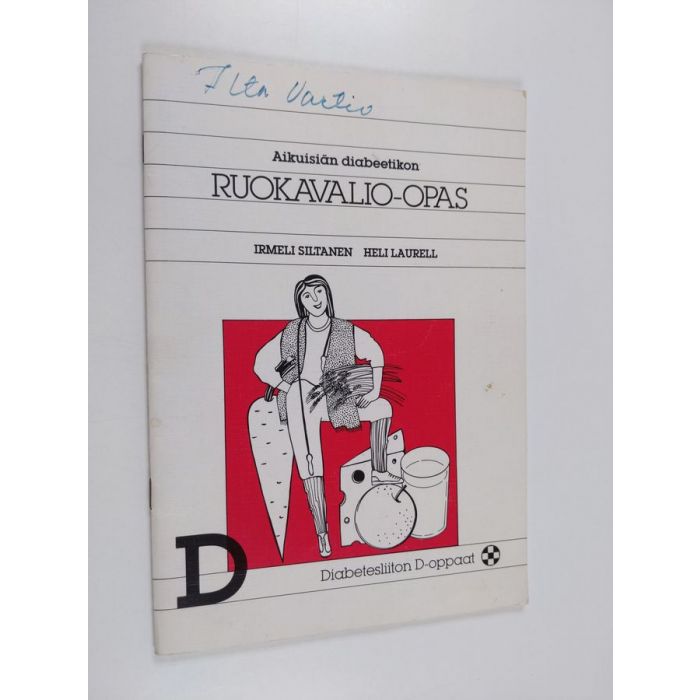 Ilta Vartio
Aikuisiän diabeetikon
RUOKAVALIO-OPAS
IRMELI SILTANEN HELI LAURELL
D
Diabetesliiton D-oppaat